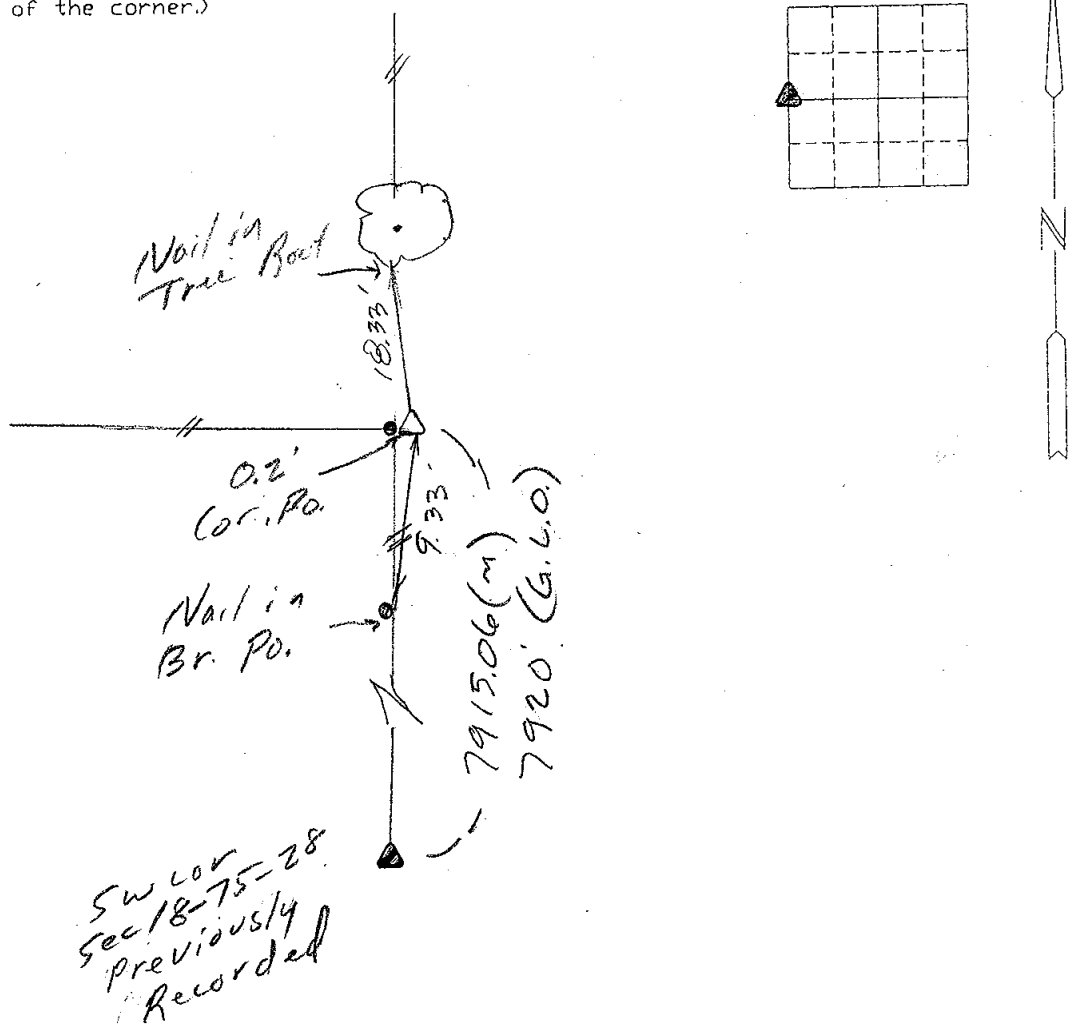 of the corner.)
N
Nail in
Tree Root
18.33'
0.2'
Cor. Po.
9.33'
Nail in
Br. Po.
7915.06 (m)
7920' (G.L.O.)
SW cor
Sec 18-75-28
previously
Recorded